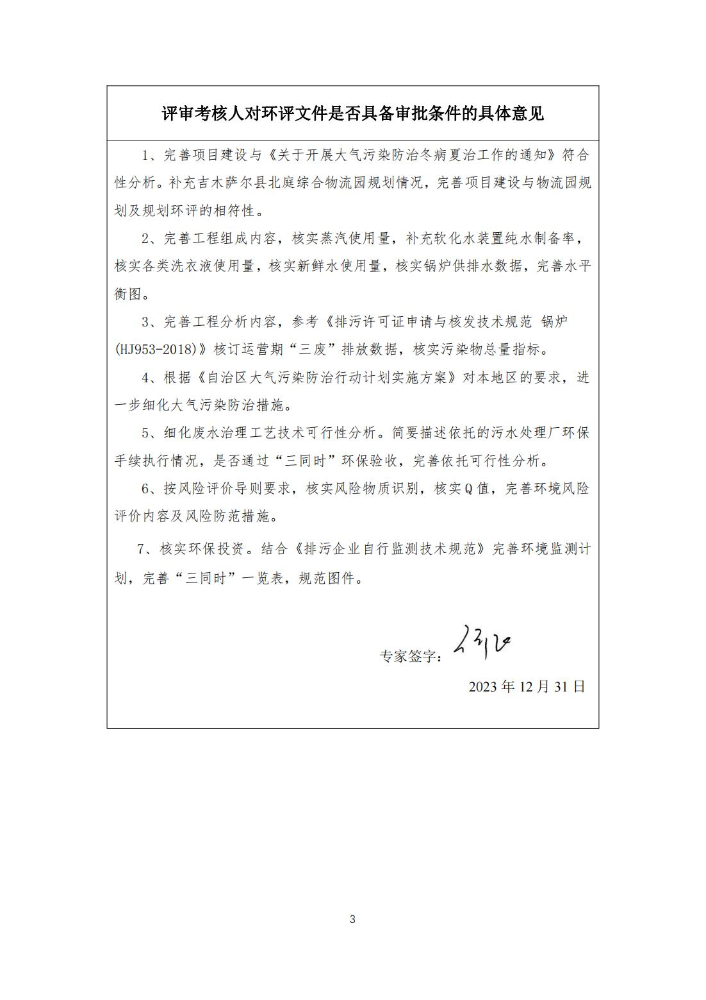 评审考核人对环评文件是否具备审批条件的具体意见
1、完善项目建设与《关于开展大气污染防治冬病夏治工作的通知》符合
性分析。补充吉木萨尔县北庭综合物流园规划情况，完善项目建设与物流园规
划及规划环评的相符性。
2、完善工程组成内容，核实蒸汽使用量，补充软化水装置纯水制备率，
核实各类洗衣液使用量，核实新鲜水使用量，核实锅炉供排水数据，完善水平
衡图。
3、完善工程分析内容，参考《排污许可证申请与核发技术规范 锅炉
(HJ953-2018)》核订运营期“三废”排放数据，核实污染物总量指标。
4、根据《自治区大气污染防治行动计划实施方案》对本地区的要求，进
一步细化大气污染防治措施。
5、细化废水治理工艺技术可行性分析。简要描述依托的污水处理厂环保
手续执行情况，是否通过“三同时”环保验收，完善依托可行性分析。
6、按风险评价导则要求，核实风险物质识别，核实 Q 值，完善环境风险
评价内容及风险防范措施。
7、核实环保投资。结合《排污企业自行监测技术规范》完善环境监测计
划，完善“三同时”一览表，规范图件。
专家签字：
2023 年 12 月 31 日
3